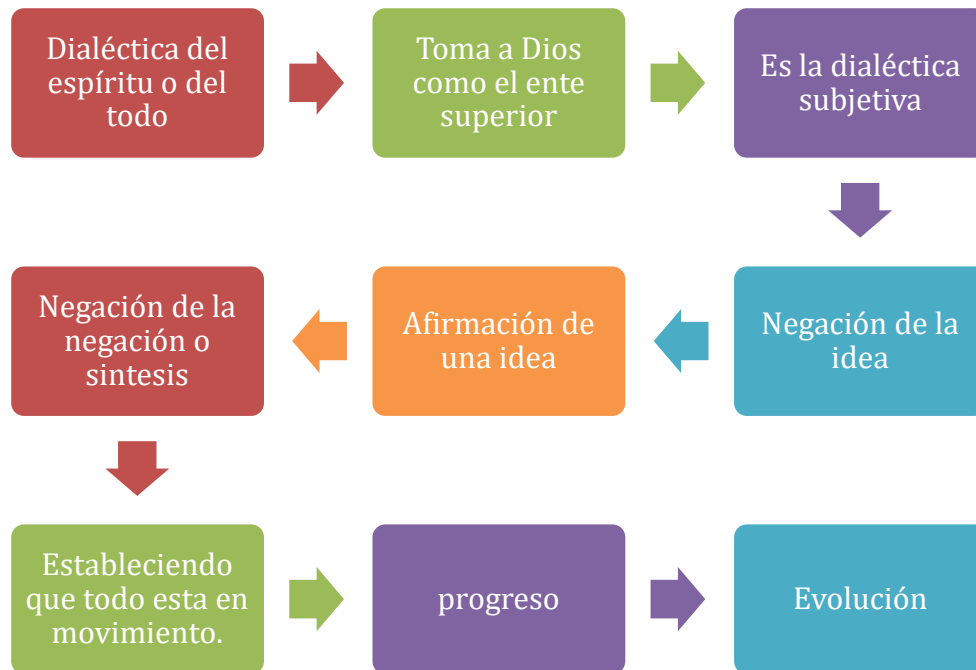 Dialéctica del
espíritu o del
todo
Toma a Dios
como el ente
superior
Es la dialéctica
subjetiva
Negación de la
idea
Afirmación de
una idea
Negación de la
negación o
sintesis
Estableciendo
que todo esta en
movimiento.
progreso
Evolución